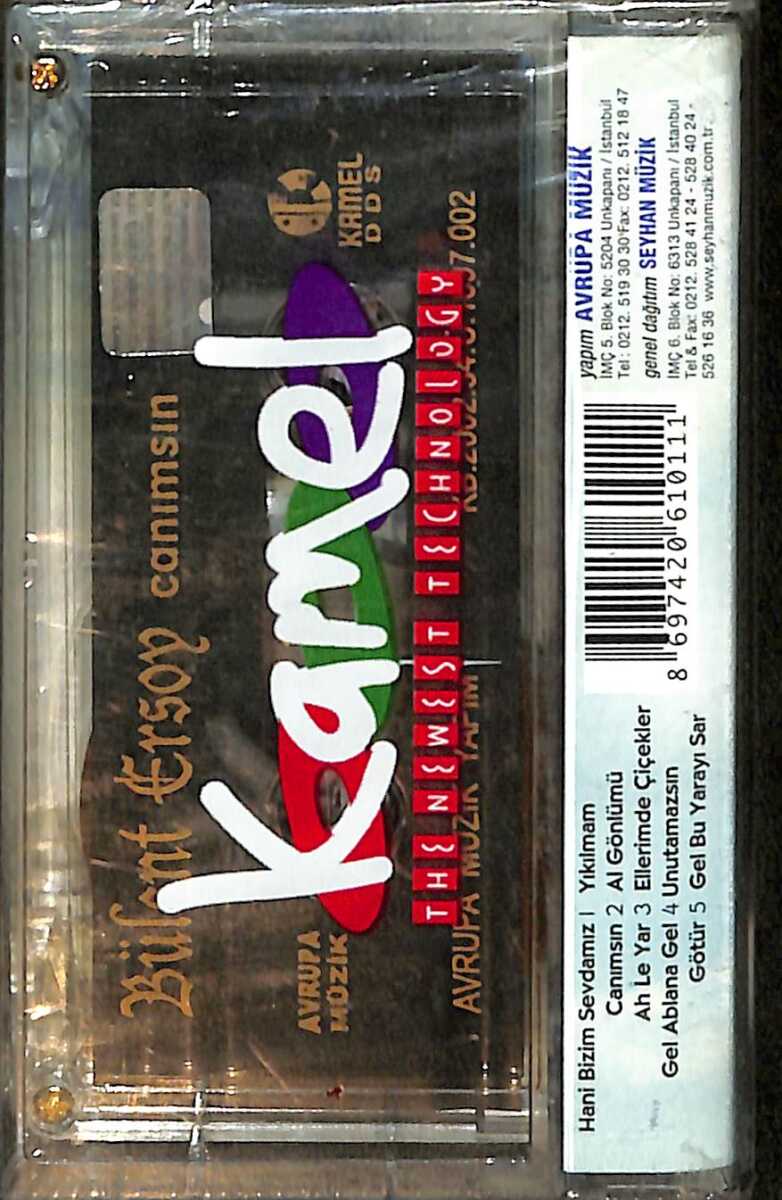 Bülent Ersoy canımsın
AVRUPA
MÜZİK
KAMEL
DDS
Kamel
THE NEWEST TECHNOLOGY
AVRUPA MÜZİK YAPIM
Hani Bizim Sevdamız 1 Yıkılmam
Canımsın 2 Al Gönlümü
Ah Le Yar 3 Ellerimde Çiçekler
Gel Ablana Gel 4 Unutamazsın
Götür 5 Gel Bu Yarayı Sar
8 697420 610111
yapım AVRUPA MÜZİK
İMÇ 5. Blok No: 5204 Unkapanı / İstanbul
Tel: 0212. 519 30 30 Fax: 0212. 512 18 47
genel dağıtım SEYHAN MÜZİK
İMÇ 6. Blok No: 6313 Unkapanı / İstanbul
Tel & Fax: 0212. 528 41 24 - 528 40 24 -
526 16 36 www.seyhanmuzik.com.tr